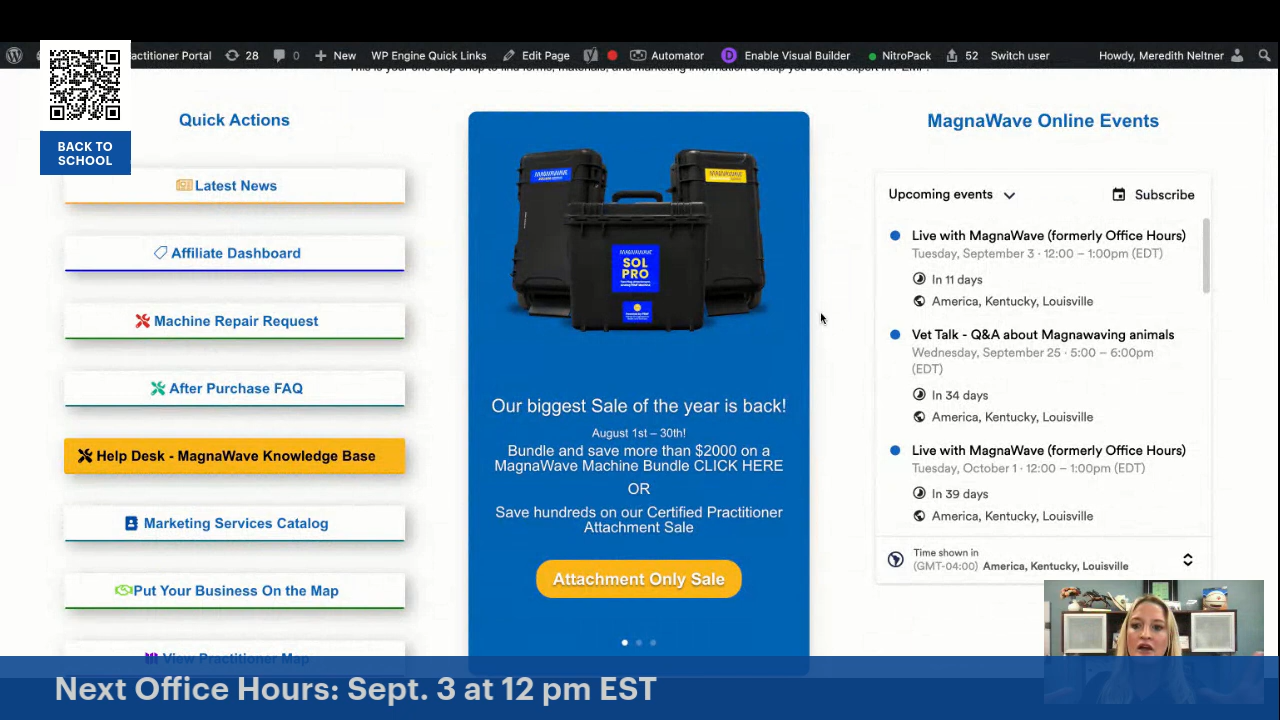 actitioner Portal 28 0 New WP Engine Quick Links Edit Page Automator Enable Visual Builder NitroPack 52 Switch user Howdy, Meredith Neltner
This is your one stop shop to find forms, materials, and marketing information to help you be the expert in PEMF!
BACK TO
SCHOOL
Quick Actions
Latest News
Affiliate Dashboard
Machine Repair Request
After Purchase FAQ
Help Desk - MagnaWave Knowledge Base
Marketing Services Catalog
Put Your Business On the Map
View Practitioner Map
MAGNAWAVE
MAGNAWAVE
MAGNAWAVE
SOL
PRO
Our biggest Sale of the year is back!
August 1st – 30th!
Bundle and save more than $2000 on a
MagnaWave Machine Bundle CLICK HERE
OR
Save hundreds on our Certified Practitioner
Attachment Sale
Attachment Only Sale
MagnaWave Online Events
Upcoming events Subscribe
Live with MagnaWave (formerly Office Hours)
Tuesday, September 3 · 12:00 – 1:00pm (EDT)
In 11 days
America, Kentucky, Louisville
Vet Talk - Q&A about Magnawaving animals
Wednesday, September 25 · 5:00 – 6:00pm
(EDT)
In 34 days
America, Kentucky, Louisville
Live with MagnaWave (formerly Office Hours)
Tuesday, October 1 · 12:00 – 1:00pm (EDT)
In 39 days
America, Kentucky, Louisville
Time shown in
(GMT-04:00) America, Kentucky, Louisville
Next Office Hours: Sept. 3 at 12 pm EST